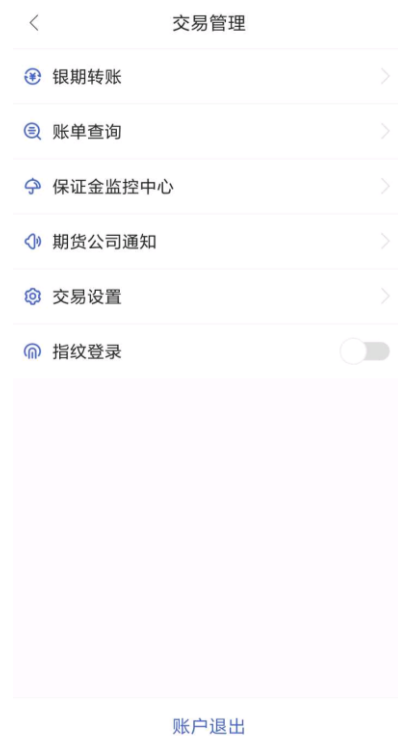 交易管理
银期转账
账单查询
保证金监控中心
期货公司通知
交易设置
指纹登录
账户退出